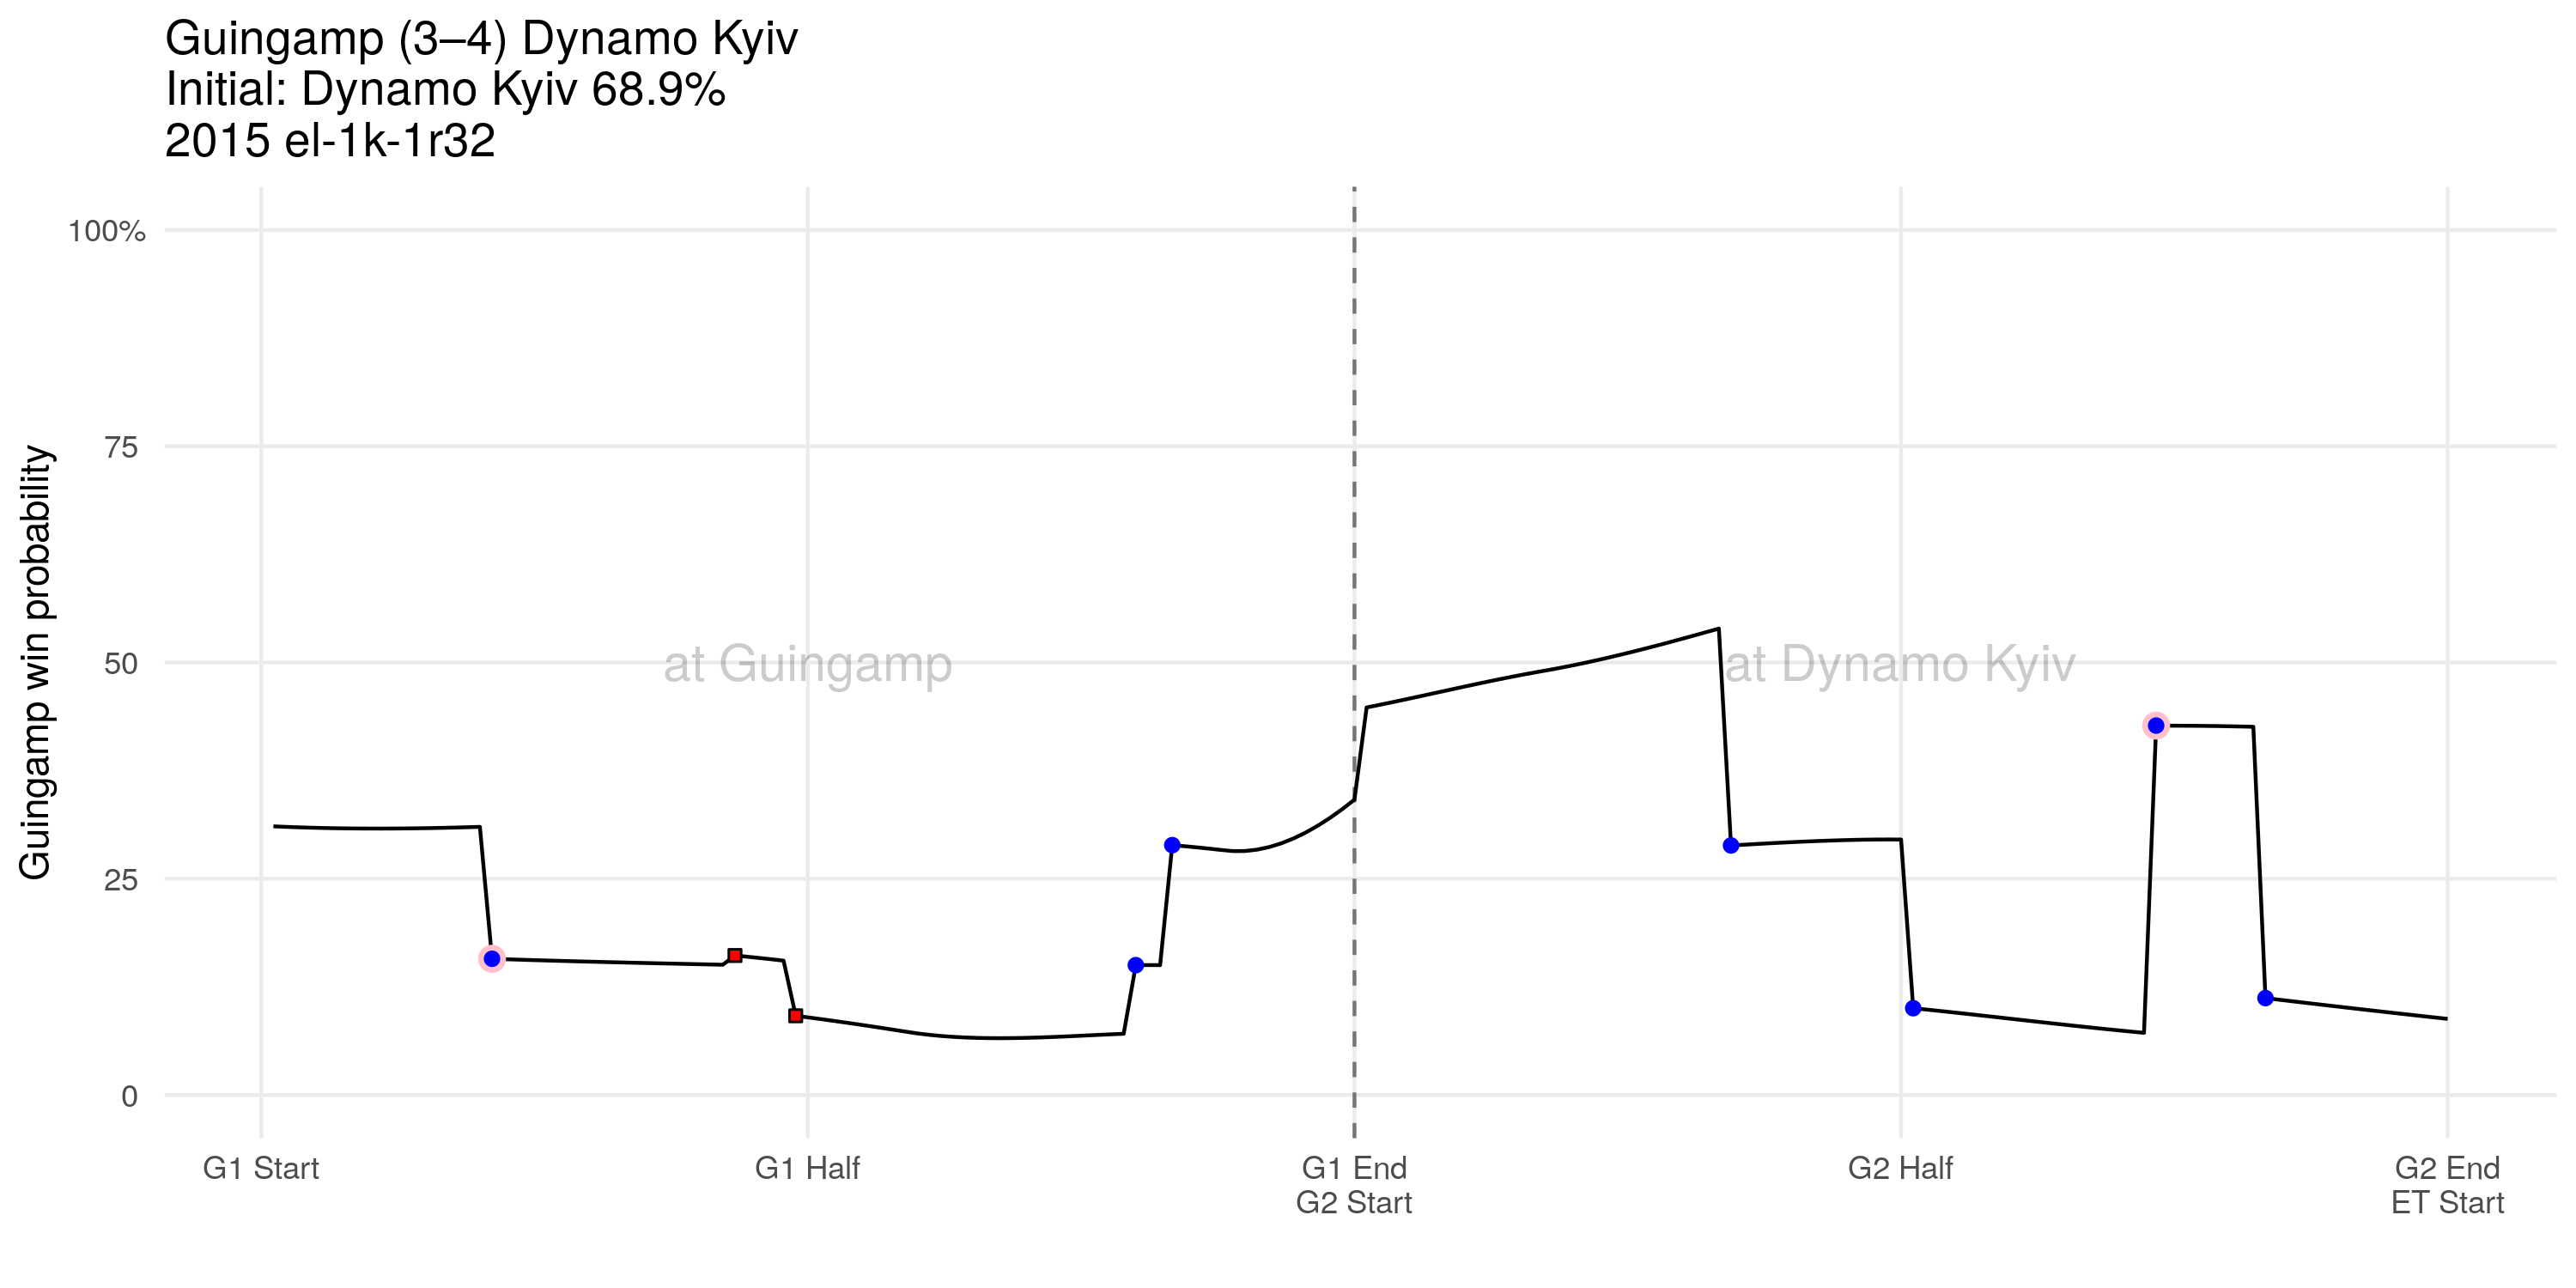 Guingamp (3–4) Dynamo Kyiv
Initial: Dynamo Kyiv 68.9%
2015 el-1k-1r32
Guingamp win probability
100%
75
50
25
0
at Guingamp
at Dynamo Kyiv
G1 Start
G1 Half
G1 End
G2 Start
G2 Half
G2 End
ET Start